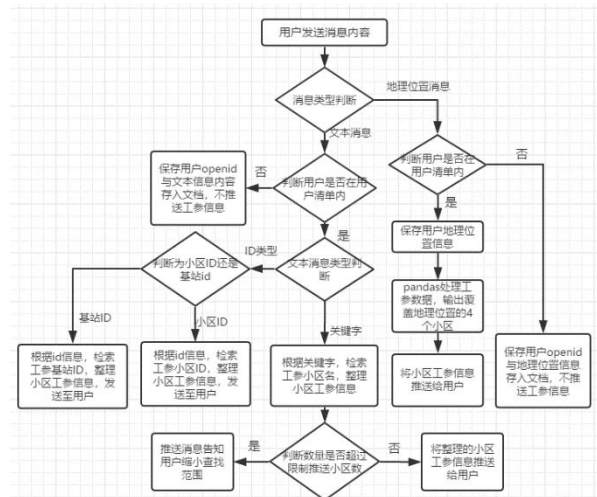 用户发送消息内容
地理位置消息
消息类型判断
文本消息
判断用户是否在
用户清单内
否
保存用户openid
与文本信息内容
存入文档，不推
送工参信息
否
判断用户是否在用
户清单内
是
保存用户地理位
置信息
是
ID类型
判断为小区ID还是
基站id
文本消息类型判
断
pandas处理工
参数据，输出覆
盖地理位置的4
个小区
基站ID
小区ID
关键字
根据id信息，检索
工参基站ID，整理
小区工参信息，发
送至用户
根据id信息，检索
工参小区ID，整理
小区工参信息，发
送至用户
根据关键字，检索
工参小区名，整理
小区工参信息
将小区工参信息
推送给用户
保存用户openid
与地理位置信息
存入文档，不推
送工参信息
推送消息告知
用户缩小查找
范围
是
判断数量是否超过
限制推送小区数
否
将整理的小区
工参信息推送
给用户